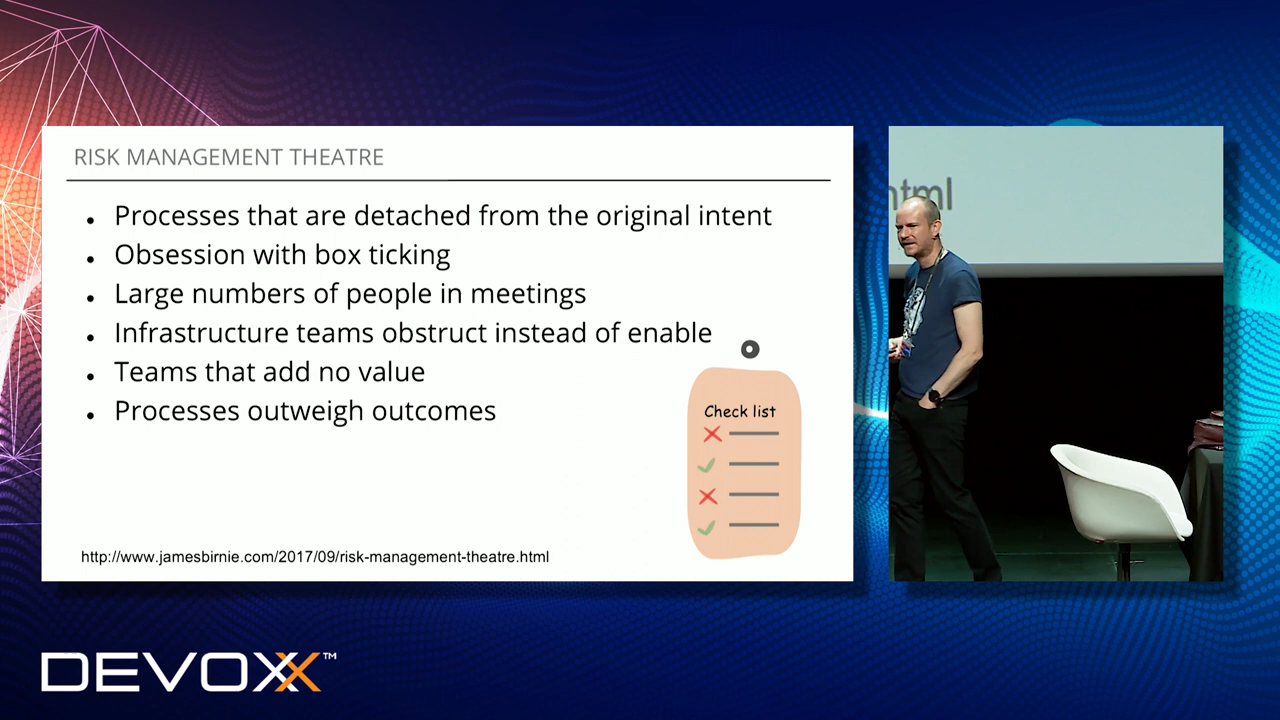 RISK MANAGEMENT THEATRE
Processes that are detached from the original intent
Obsession with box ticking
Large numbers of people in meetings
Infrastructure teams obstruct instead of enable
Teams that add no value
Processes outweigh outcomes
Check list
http://www.jamesbirnie.com/2017/09/risk-management-theatre.html
html
DEVOXX™